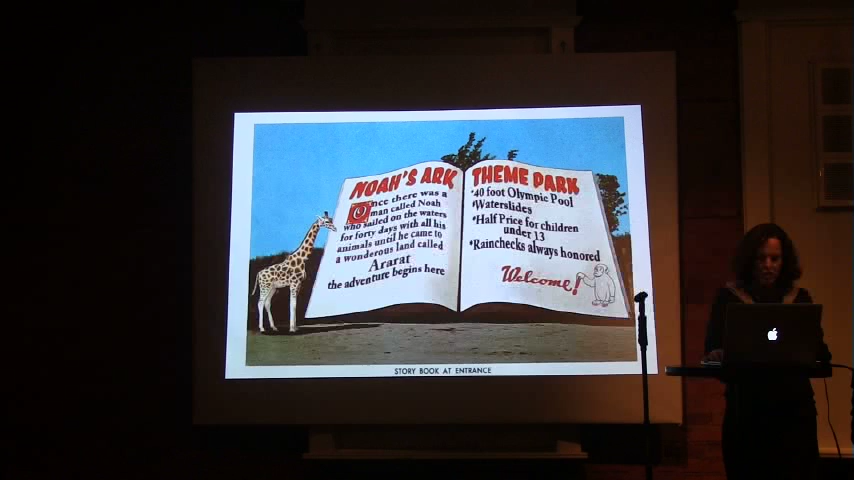 NOAH'S ARK
Once there was a
man called Noah
who sailed on the waters
for forty days with all his
animals until he came to
a wonderous land called
Ararat
the adventure begins here
THEME PARK
*40 foot Olympic Pool
*Waterslides
*Half Price for children
under 13
*Rainchecks always honored
Welcome!
STORY BOOK AT ENTRANCE